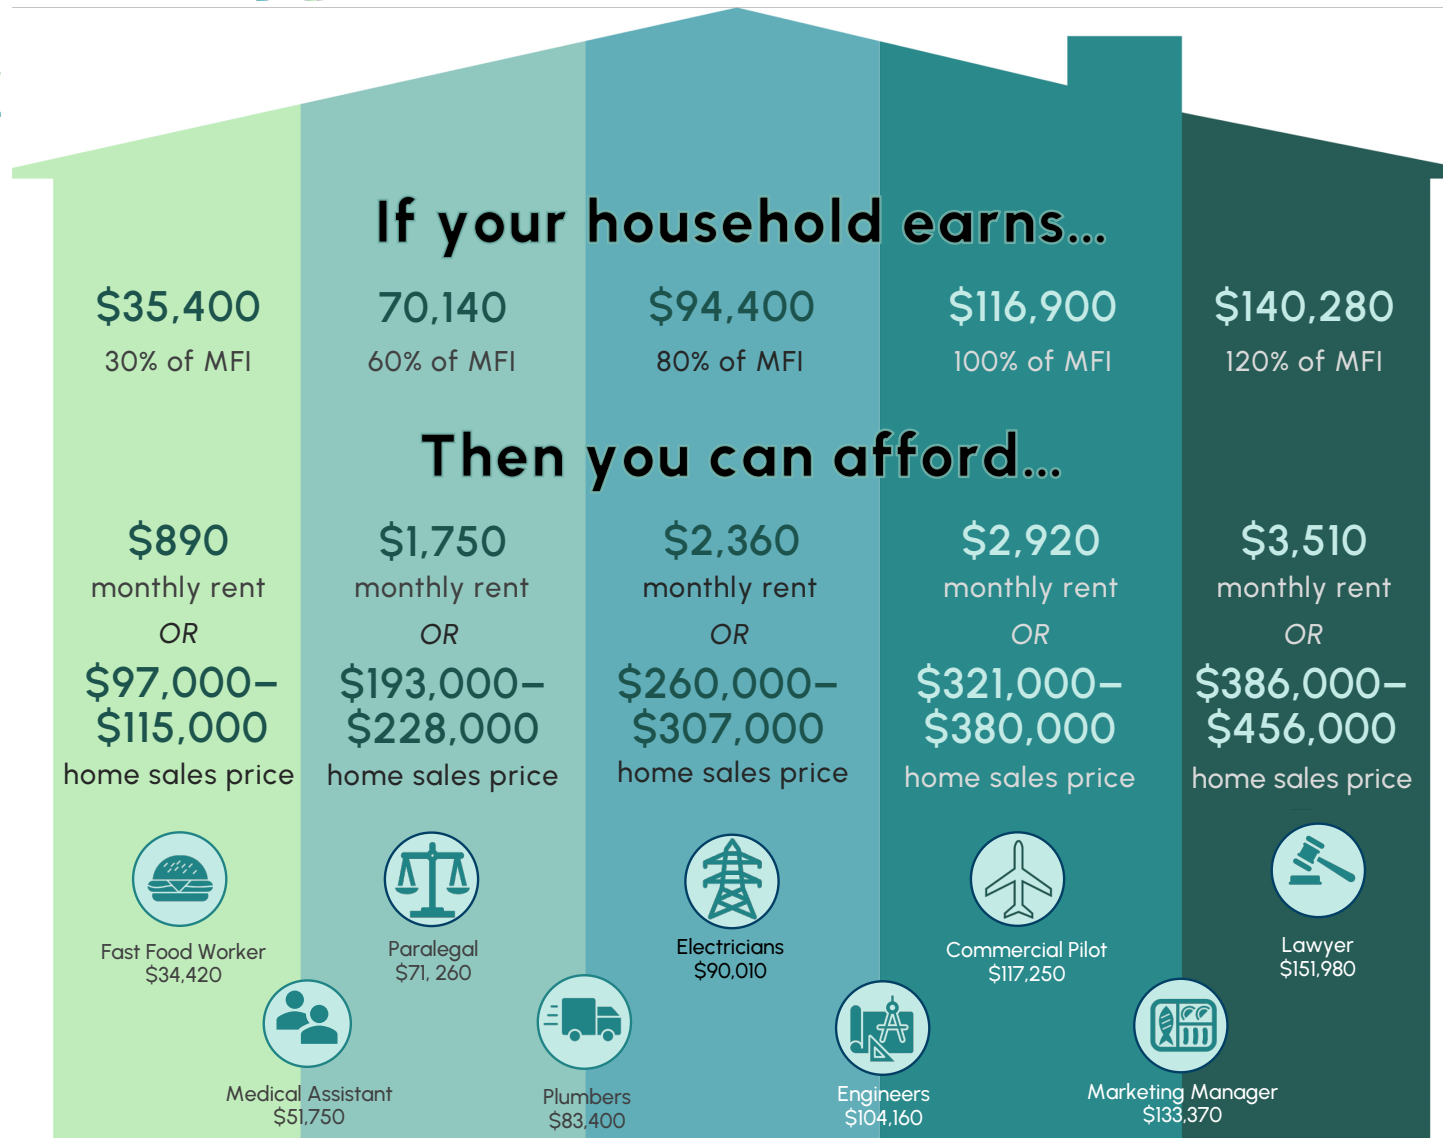 If your household earns...
$35,400
30% of MFI
70,140
60% of MFI
$94,400
80% of MFI
$116,900
100% of MFI
$140,280
120% of MFI
Then you can afford...
$890
monthly rent
OR
$97,000–
$115,000
home sales price
$1,750
monthly rent
OR
$193,000–
$228,000
home sales price
$2,360
monthly rent
OR
$260,000–
$307,000
home sales price
$2,920
monthly rent
OR
$321,000–
$380,000
home sales price
$3,510
monthly rent
OR
$386,000–
$456,000
home sales price
Fast Food Worker
$34,420
Paralegal
$71, 260
Electricians
$90,010
Commercial Pilot
$117,250
Lawyer
$151,980
Medical Assistant
$51,750
Plumbers
$83,400
Engineers
$104,160
Marketing Manager
$133,370